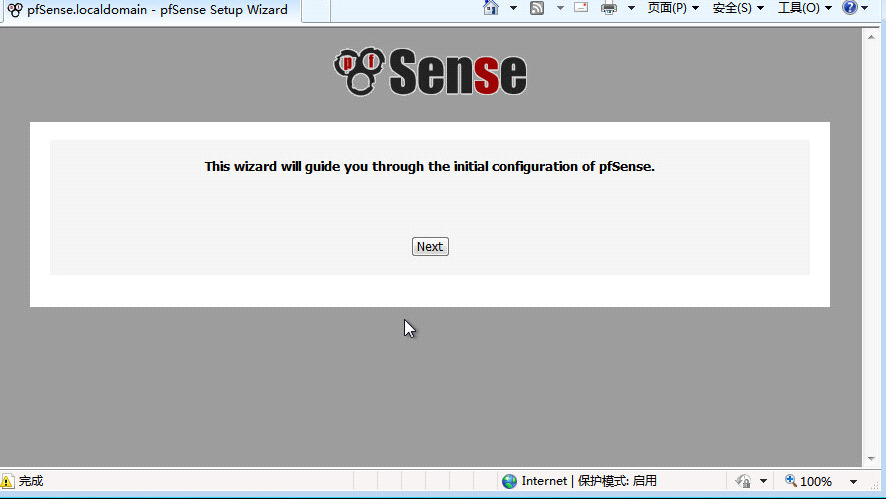 pfSense.localdomain - pfSense Setup Wizard
页面(P) 安全(S) 工具(O)
pf Sense
This wizard will guide you through the initial configuration of pfSense.
Next
完成 Internet | 保护模式: 启用 100%